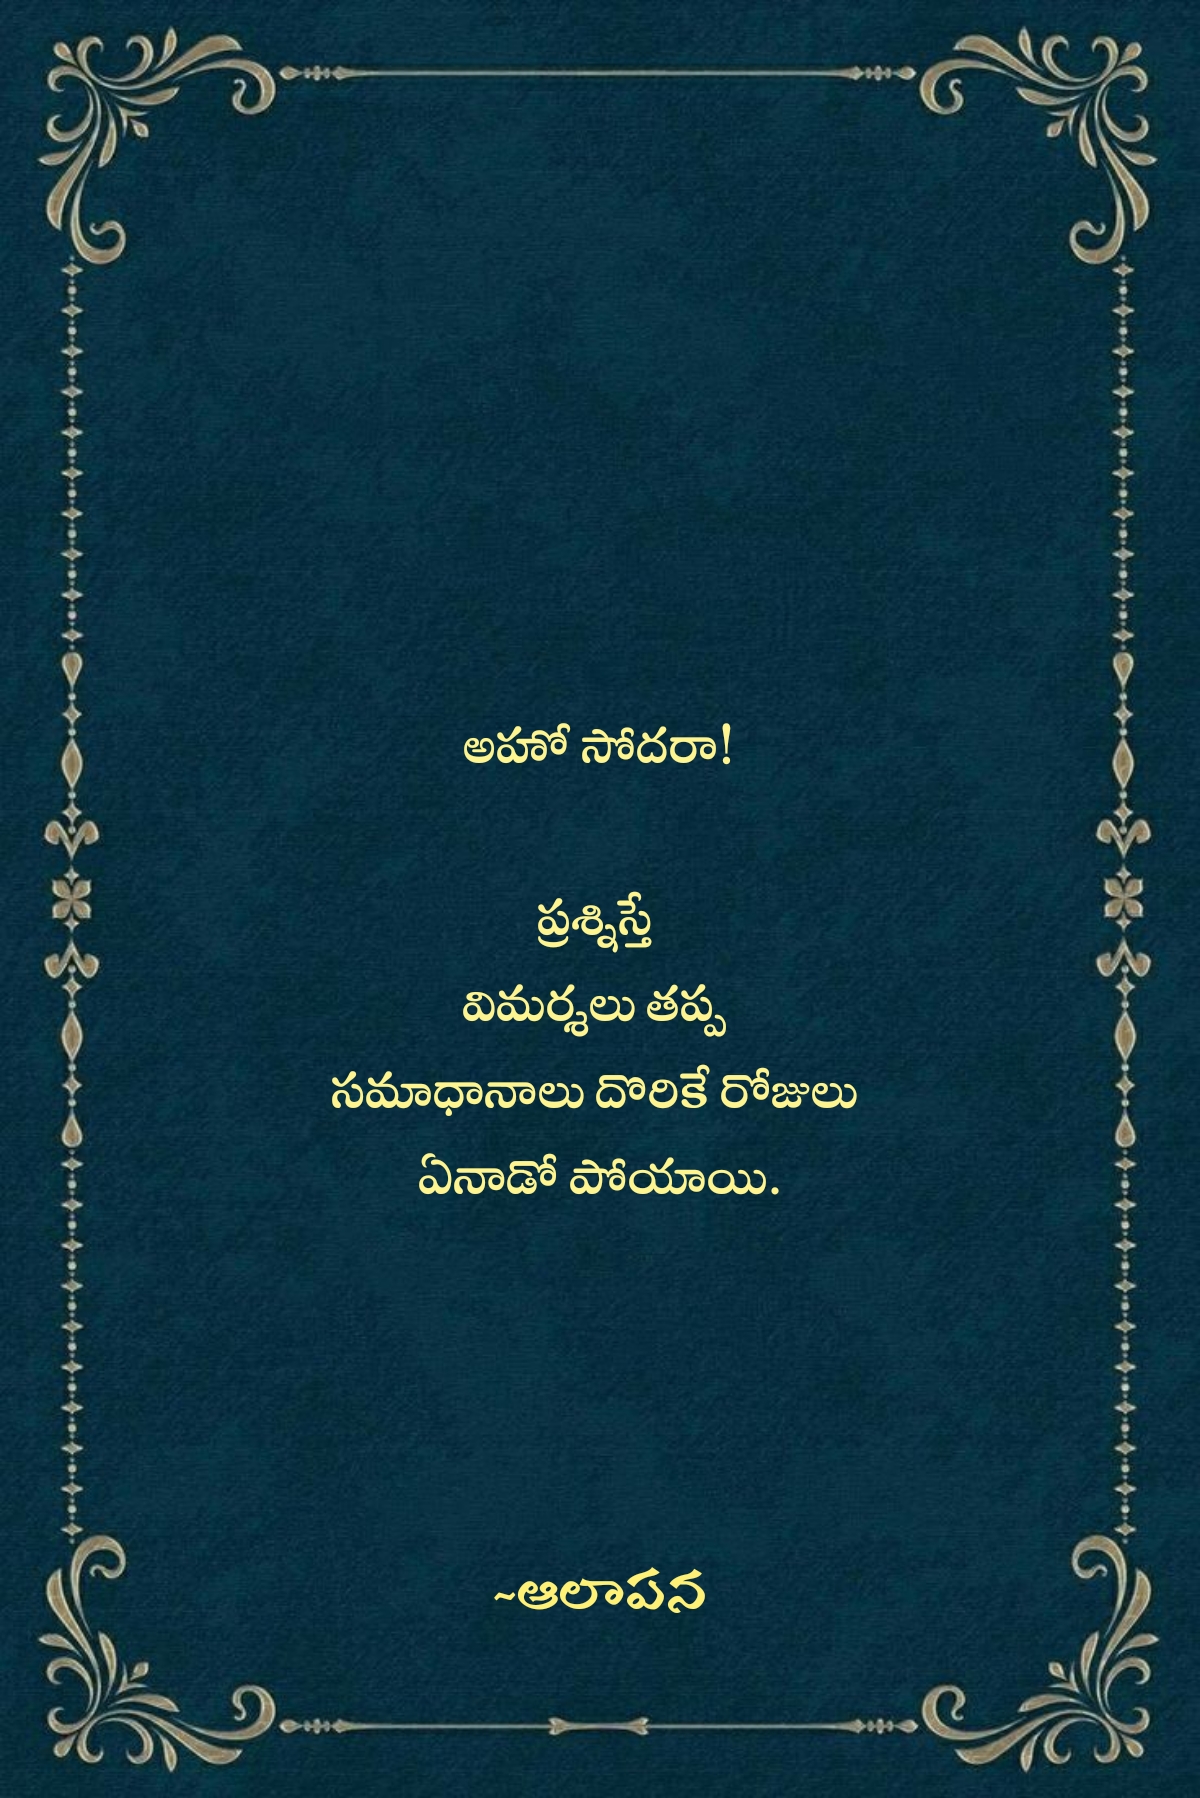 అహో సోదరా!
ప్రశ్నిస్తే
విమర్శలు తప్ప
సమాధానాలు దొరికే రోజులు
ఏనాడో పోయాయి.
~ఆలాపన